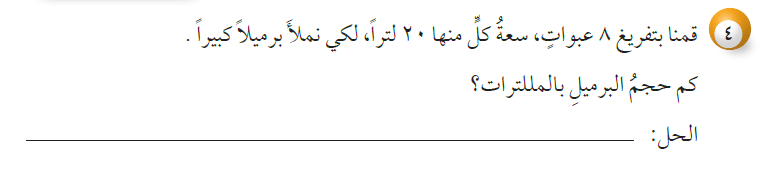 ٤ قمنا بتفريغ ٨ عبواتٍ، سعةُ كلٍّ منها ٢٠ لتراً، لكي نملأَ برميلاً كبيراً .
كم حجمُ البرميلِ بالمللترات؟
الحل: